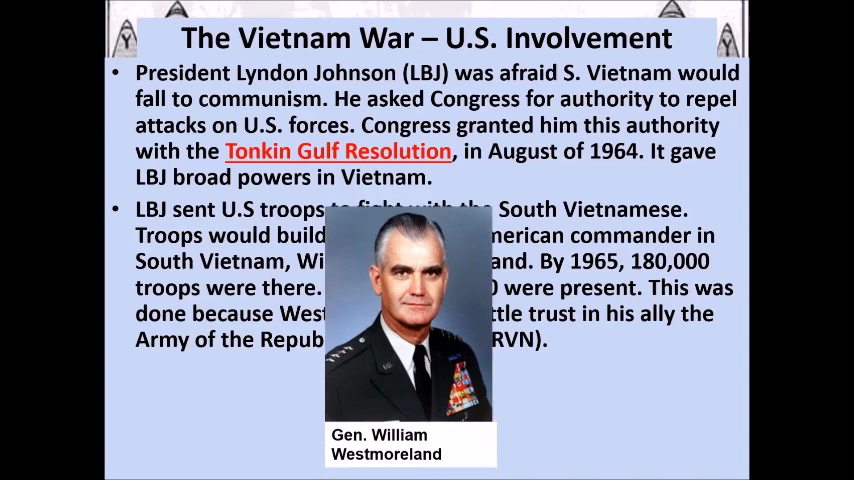 The Vietnam War – U.S. Involvement
• President Lyndon Johnson (LBJ) was afraid S. Vietnam would
fall to communism. He asked Congress for authority to repel
attacks on U.S. forces. Congress granted him this authority
with the Tonkin Gulf Resolution, in August of 1964. It gave
LBJ broad powers in Vietnam.
• LBJ sent U.S troops to fight with the South Vietnamese.
Troops would build merican commander in
South Vietnam, Wi and. By 1965, 180,000
troops were there. 0 were present. This was
done because West ttle trust in his ally the
Army of the Repub RVN).
Gen. William
Westmoreland